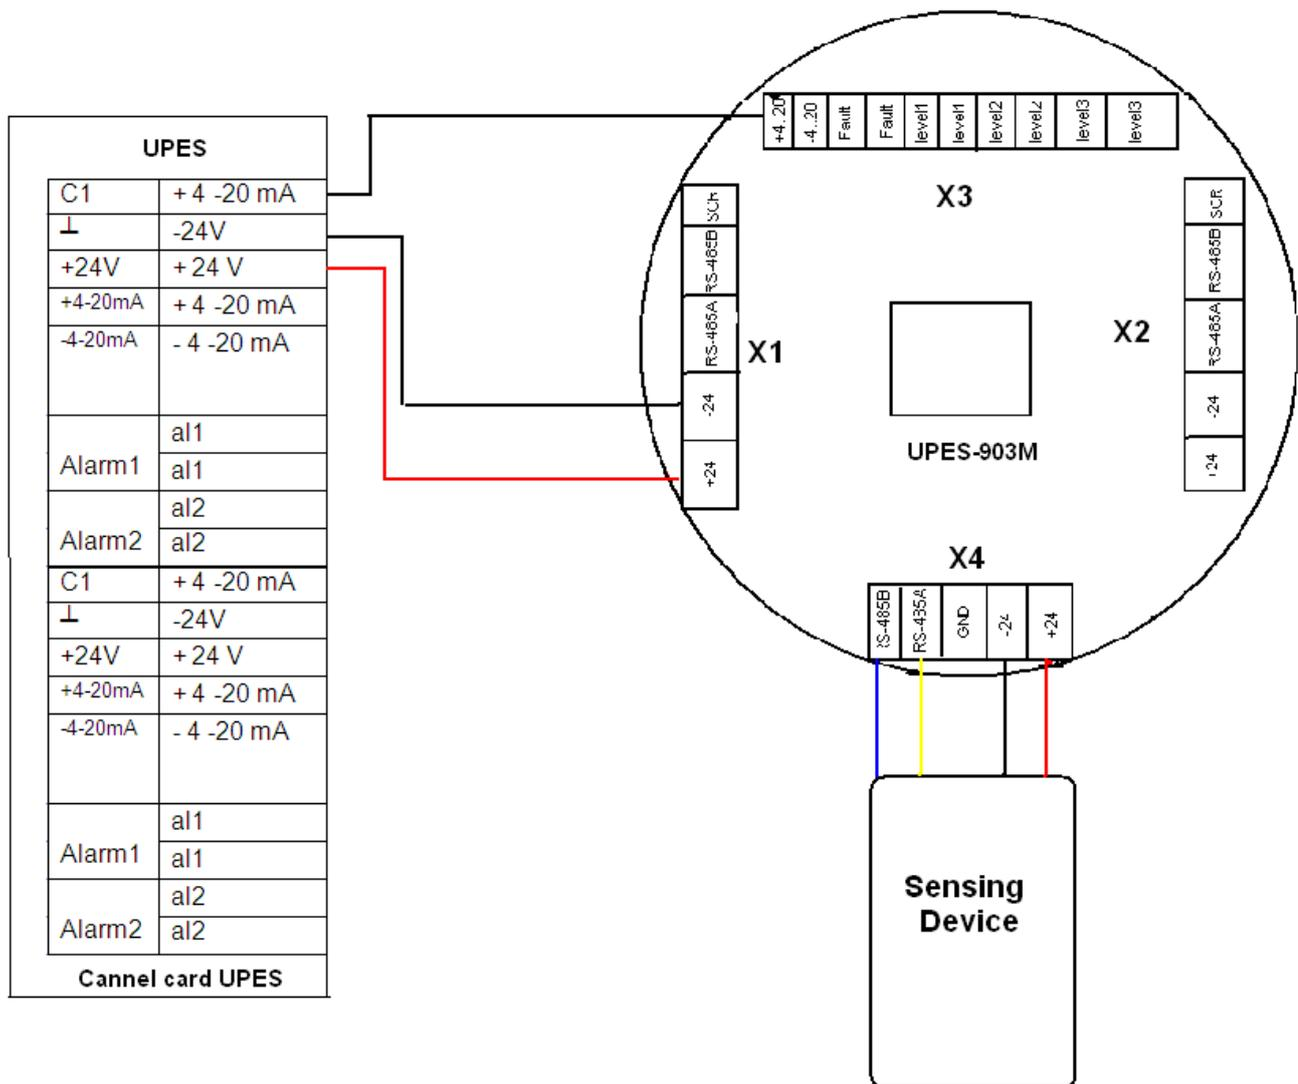 UPES
C1 + 4 -20 mA
⊥ -24V
+24V + 24 V
+4-20mA + 4 -20 mA
-4-20mA - 4 -20 mA
Alarm1
al1
al1
Alarm2
al2
al2
C1 + 4 -20 mA
⊥ -24V
+24V + 24 V
+4-20mA + 4 -20 mA
-4-20mA - 4 -20 mA
Alarm1
al1
al1
Alarm2
al2
al2
Cannel card UPES
+4..20 -4..20 Fault Fault level1 level1 level2 level2 level3 level3
X3
SCR
RS-485B
RS-485A
-24
+24
X1
SCR
RS-485B
RS-485A
-24
+24
X2
UPES-903M
X4
RS-485B RS-485A GND -24 +24
Sensing
Device